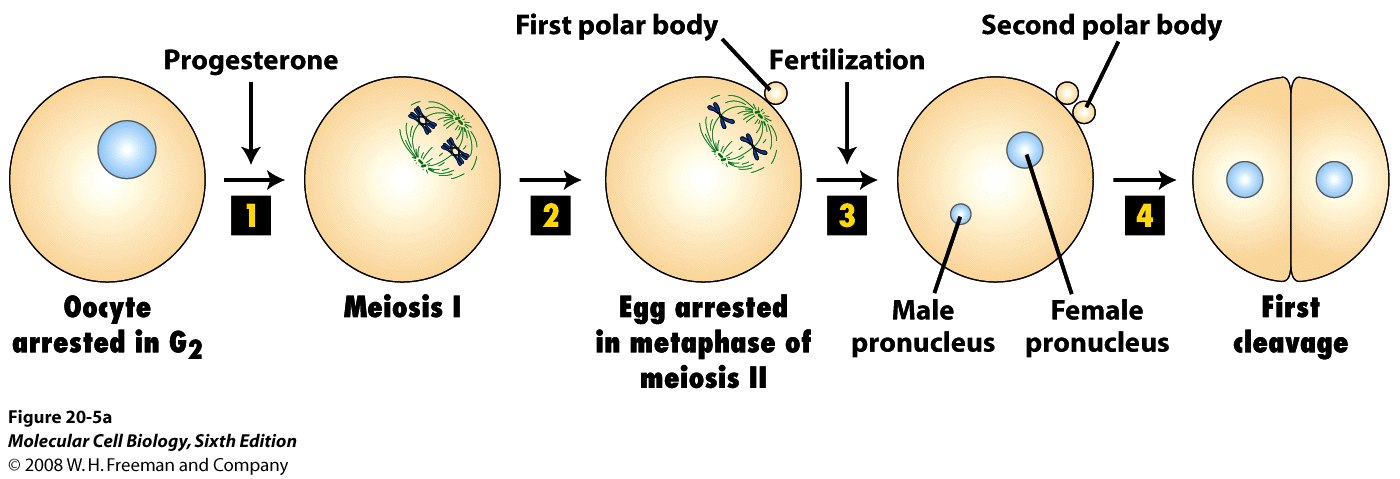 First polar body
Second polar body
Progesterone
Fertilization
1
2
3
4
Oocyte
arrested in G2
Meiosis I
Egg arrested
in metaphase of
meiosis II
Male
pronucleus
Female
pronucleus
First
cleavage
Figure 20-5a
Molecular Cell Biology, Sixth Edition
© 2008 W. H. Freeman and Company